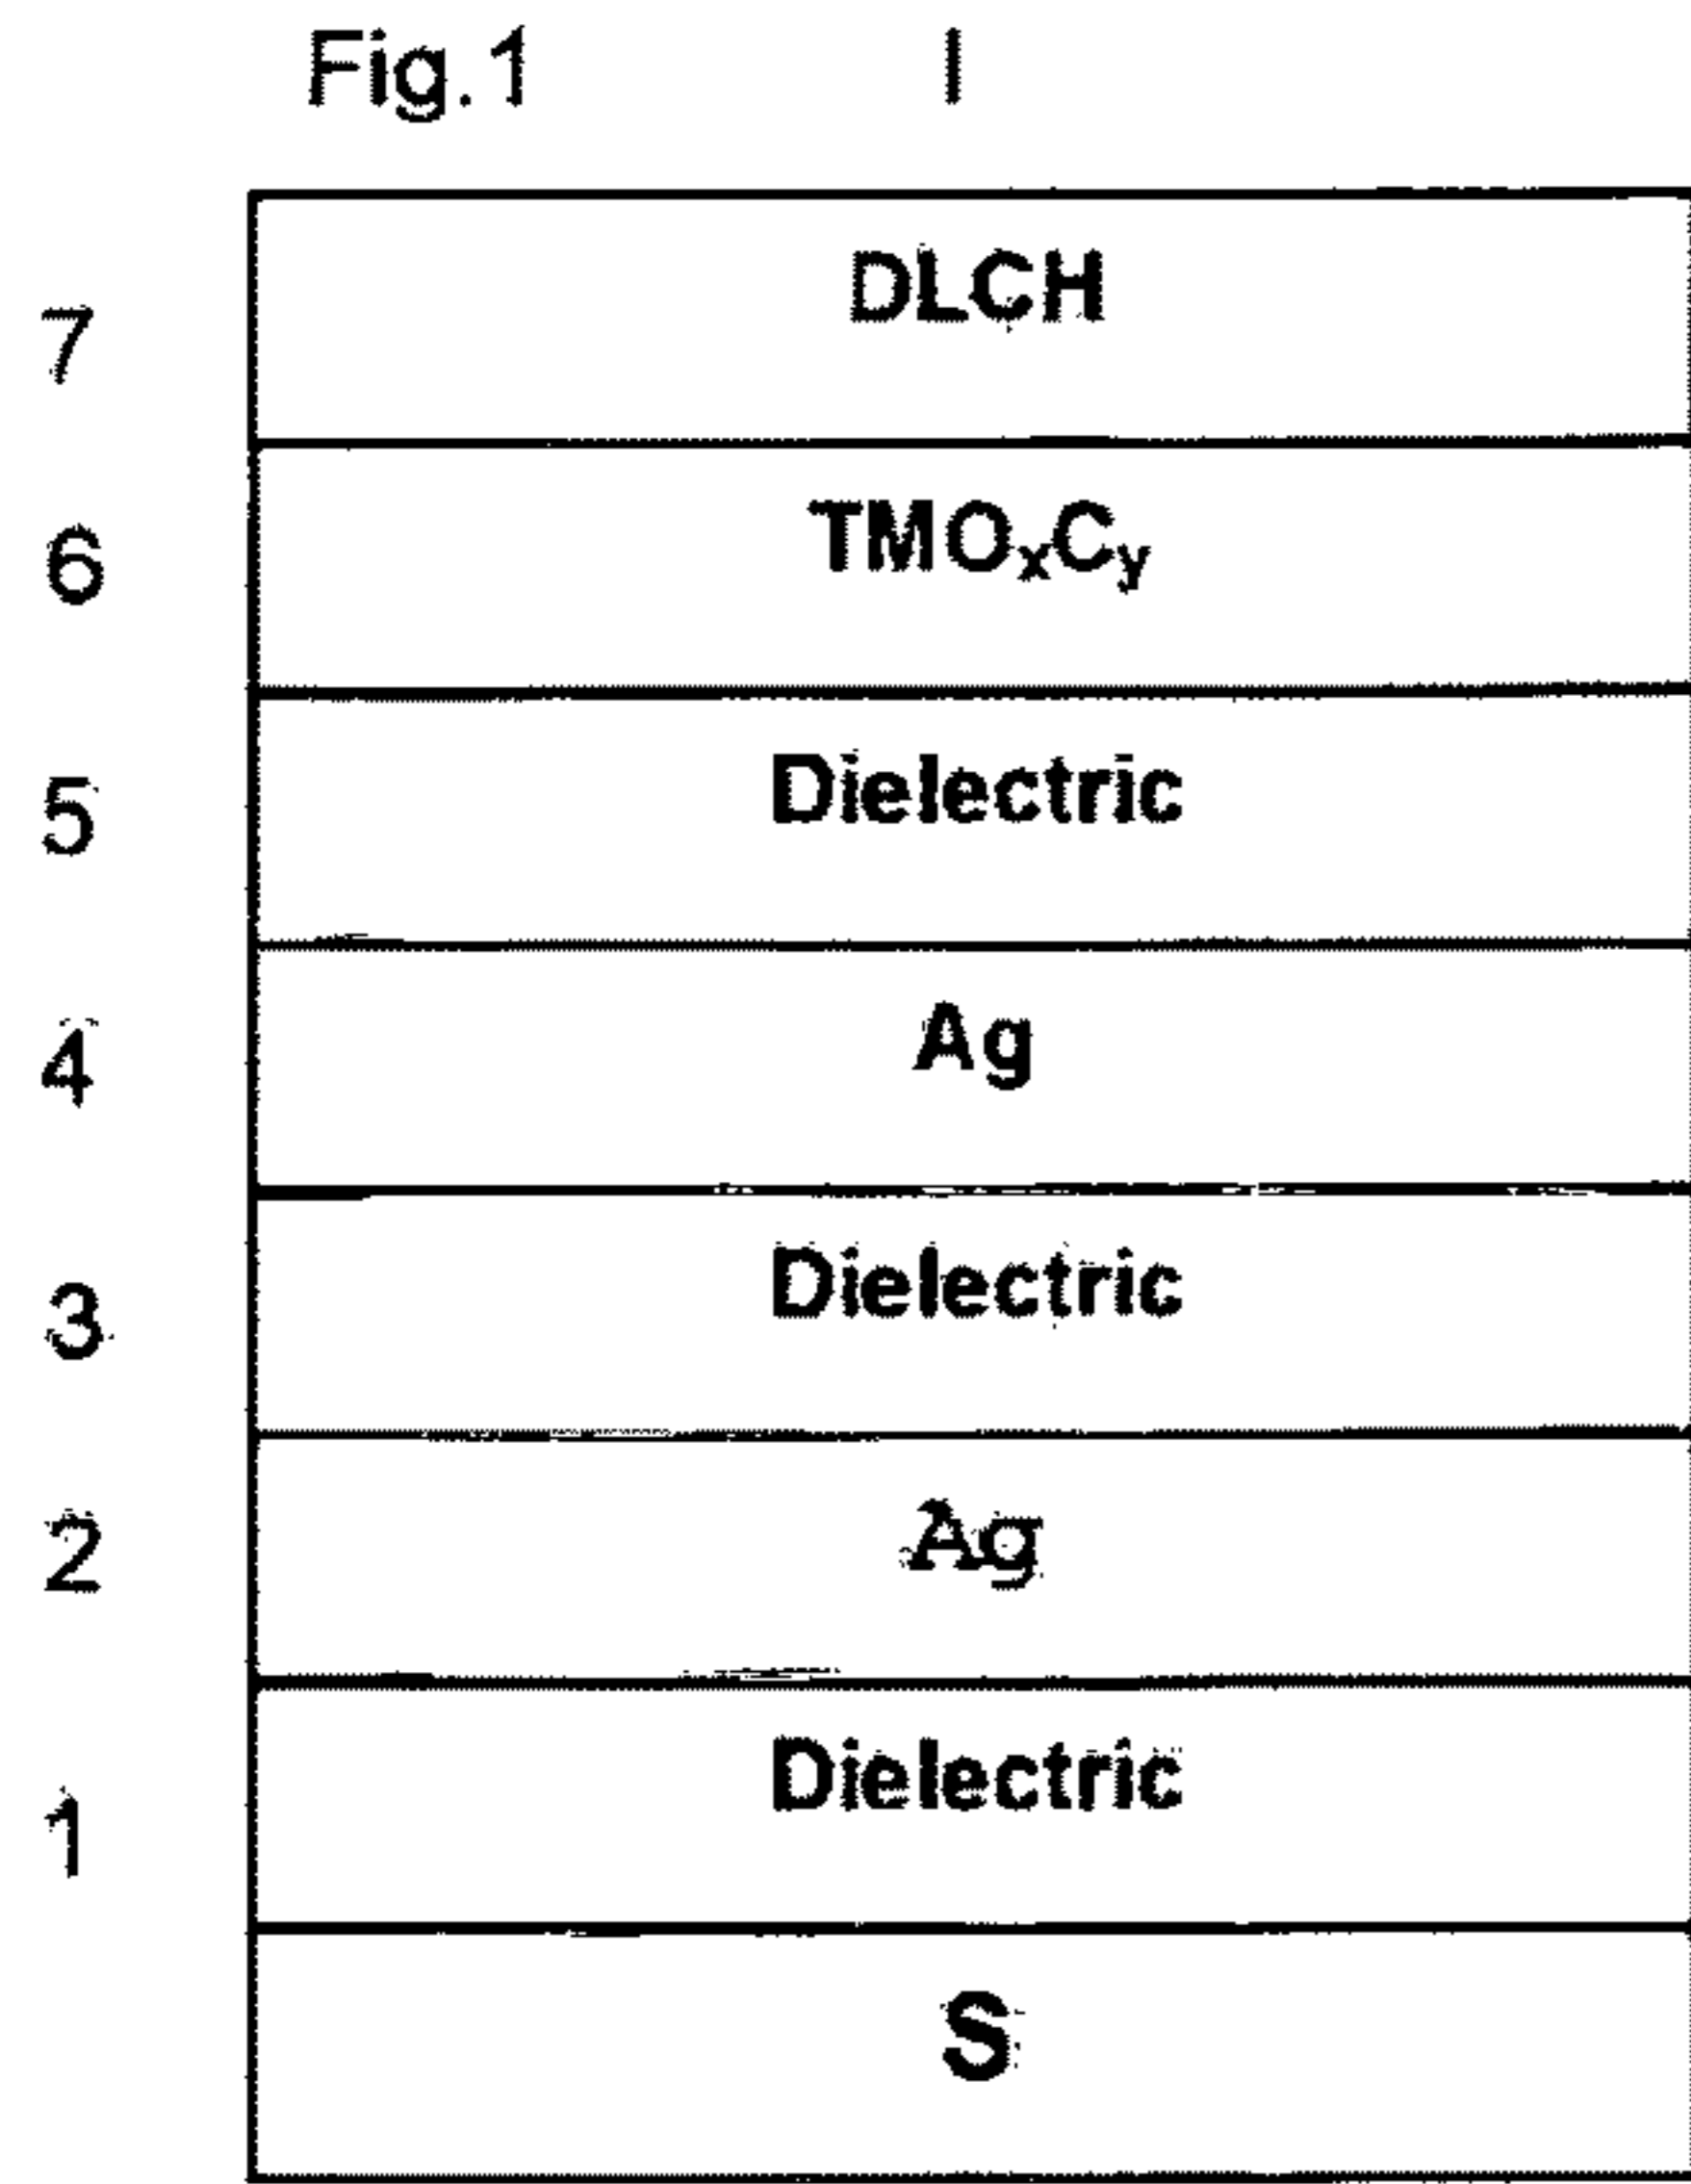 Fig.1 I
7 DLCH
6 TMOxCy
5 Dielectric
4 Ag
3 Dielectric
2 Ag
1 Dielectric
S